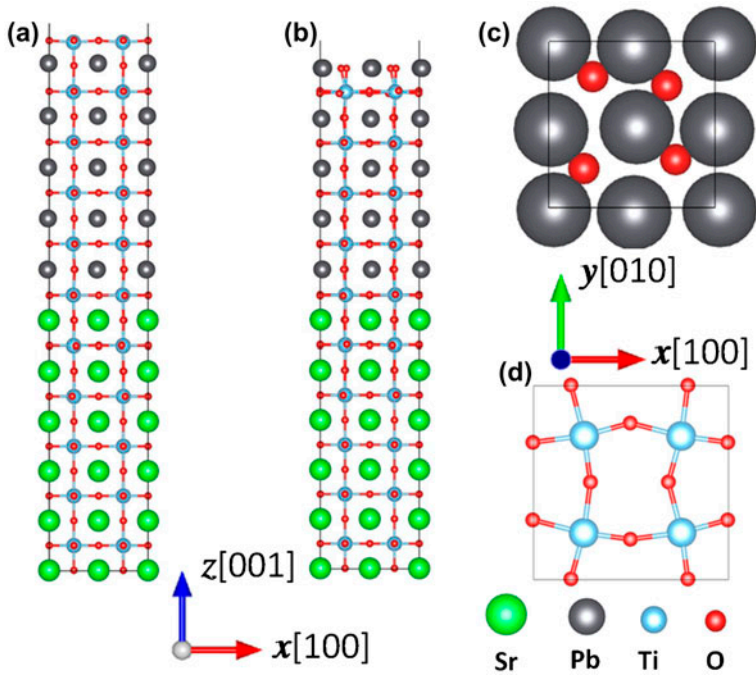 (a)
(b)
(c)
y[010]
x[100]
(d)
z[001]
x[100]
Sr
Pb
Ti
O